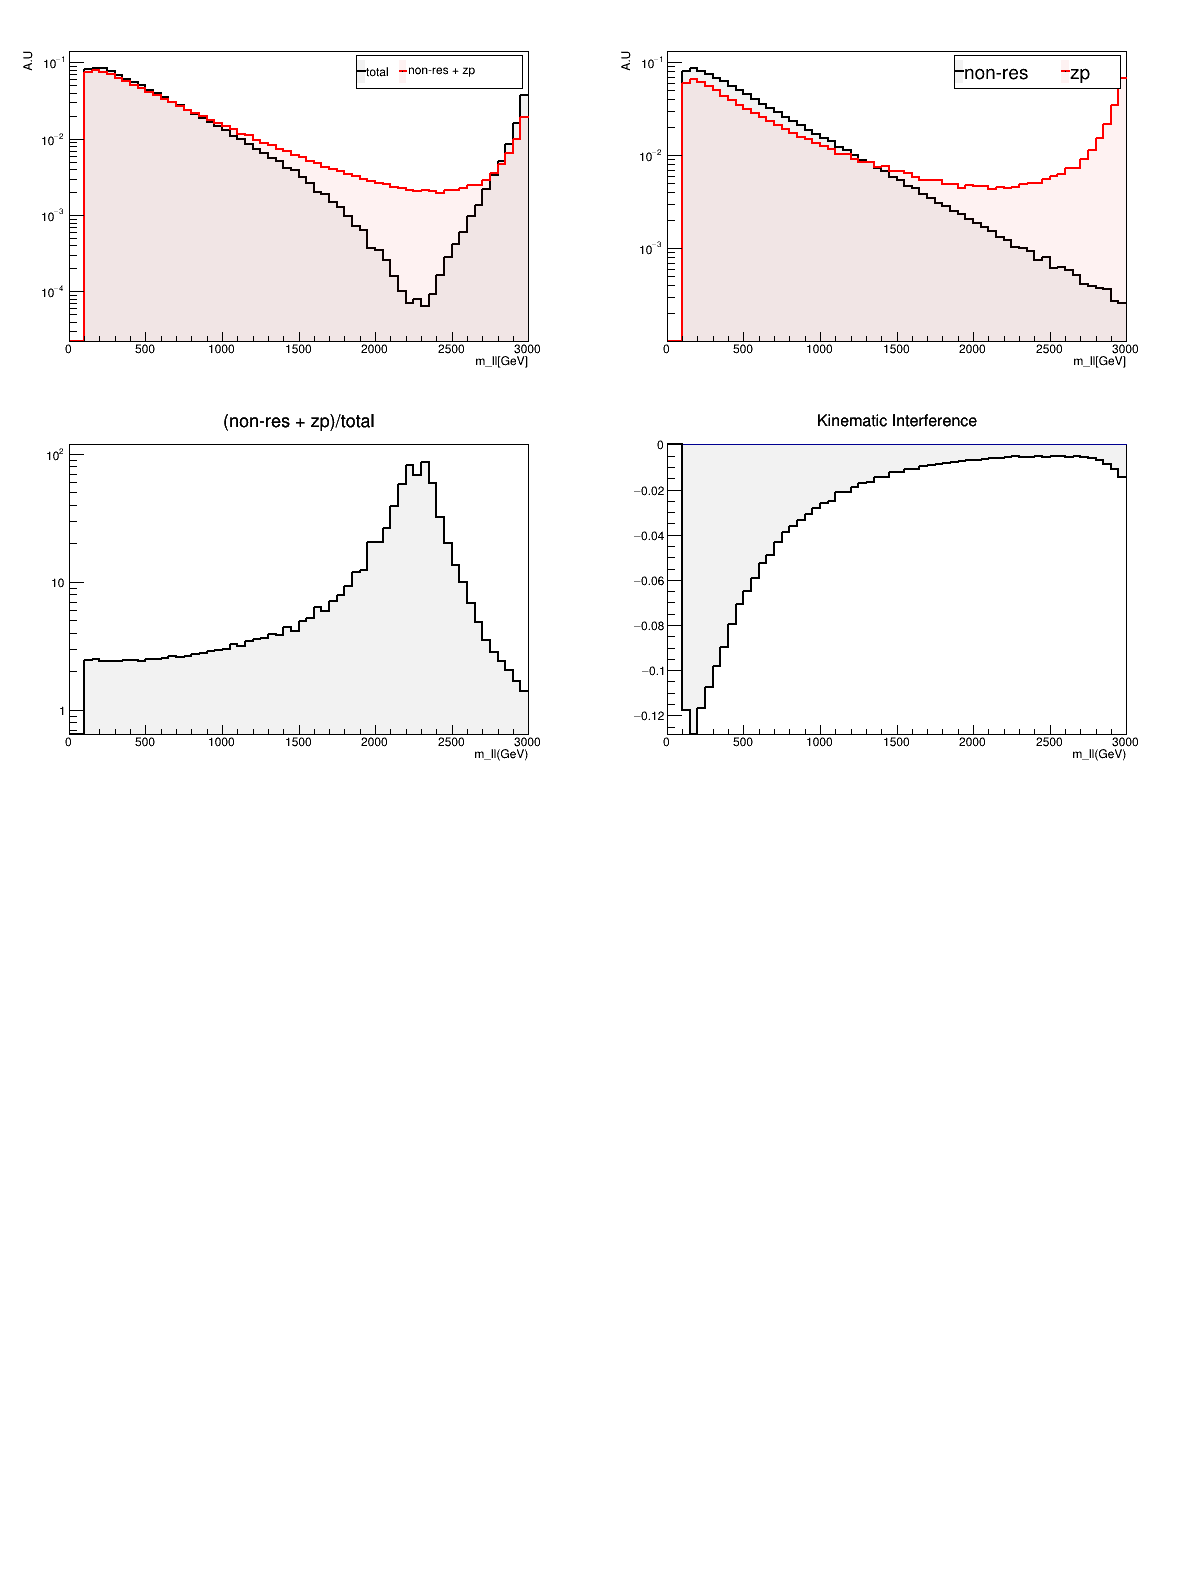 A.U
total
non-res + zp
10⁻¹
10⁻²
10⁻³
10⁻⁴
0 500 1000 1500 2000 2500 3000
m_ll[GeV]
A.U
non-res
zp
10⁻¹
10⁻²
10⁻³
0 500 1000 1500 2000 2500 3000
m_ll[GeV]
(non-res + zp)/total
10²
10
1
0 500 1000 1500 2000 2500 3000
m_ll(GeV)
Kinematic Interference
0
−0.02
−0.04
−0.06
−0.08
−0.1
−0.12
0 500 1000 1500 2000 2500 3000
m_ll(GeV)